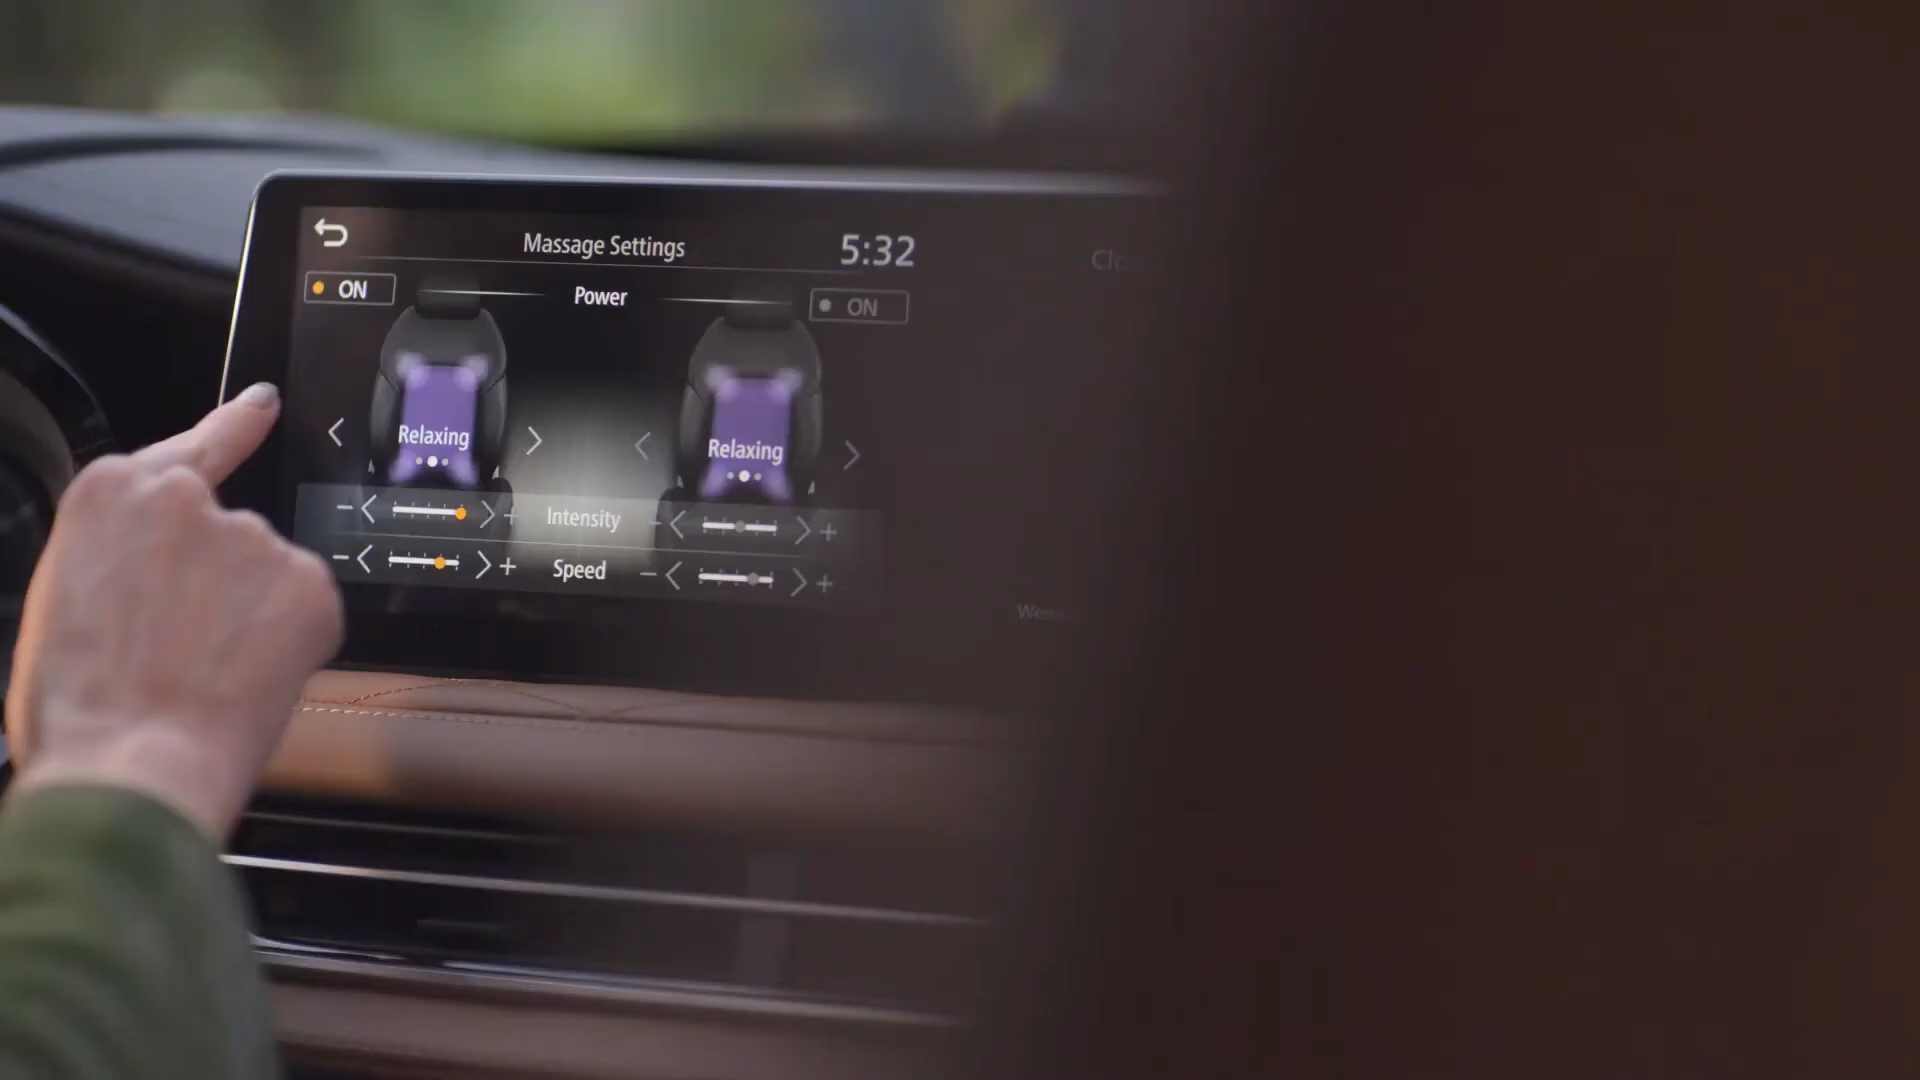 Massage Settings 5:32
ON Power ON
Relaxing Relaxing
- Intensity - +
- + Speed - +